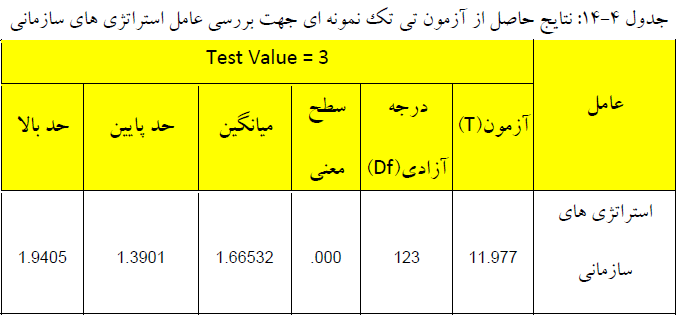 جدول ۴-۱۴: نتایج حاصل از آزمون تی تک نمونه ای جهت بررسی عامل استراتژی های سازمانی
Test Value = 3
عامل
آزمون(T)
درجه
آزادی(Df)
سطح
معنی
میانگین
حد پایین
حد بالا
استراتژی های
سازمانی
11.977
123
.000
1.66532
1.3901
1.9405